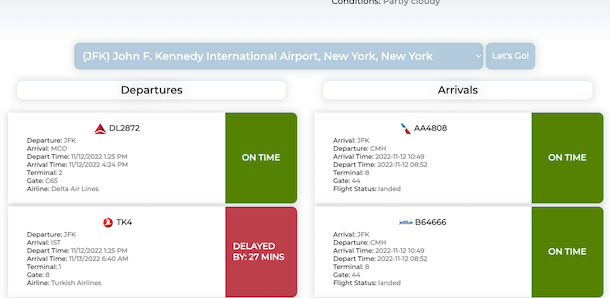 Conditions: Partly cloudy
(JFK) John F. Kennedy International Airport, New York, New York
Let's Go!
Departures
DL2872
Departure: JFK
Arrival: MCO
Depart Time: 11/12/2022 1:25 PM
Arrival Time: 11/12/2022 4:24 PM
Terminal: 2
Gate: C65
Airline: Delta Air Lines
ON TIME
TK4
Departure: JFK
Arrival: IST
Depart Time: 11/12/2022 1:25 PM
Arrival Time: 11/13/2022 6:40 AM
Terminal: 1
Gate: 8
Airline: Turkish Airlines
DELAYED
BY: 27 MINS
Arrivals
AA4808
Arrival: JFK
Departure: CMH
Arrival Time: 2022-11-12 10:49
Depart Time: 2022-11-12 08:52
Terminal: 8
Gate: 44
Flight Status: landed
ON TIME
jetBlue B64666
Arrival: JFK
Departure: CMH
Arrival Time: 2022-11-12 10:49
Depart Time: 2022-11-12 08:52
Terminal: 8
Gate: 44
Flight Status: landed
ON TIME